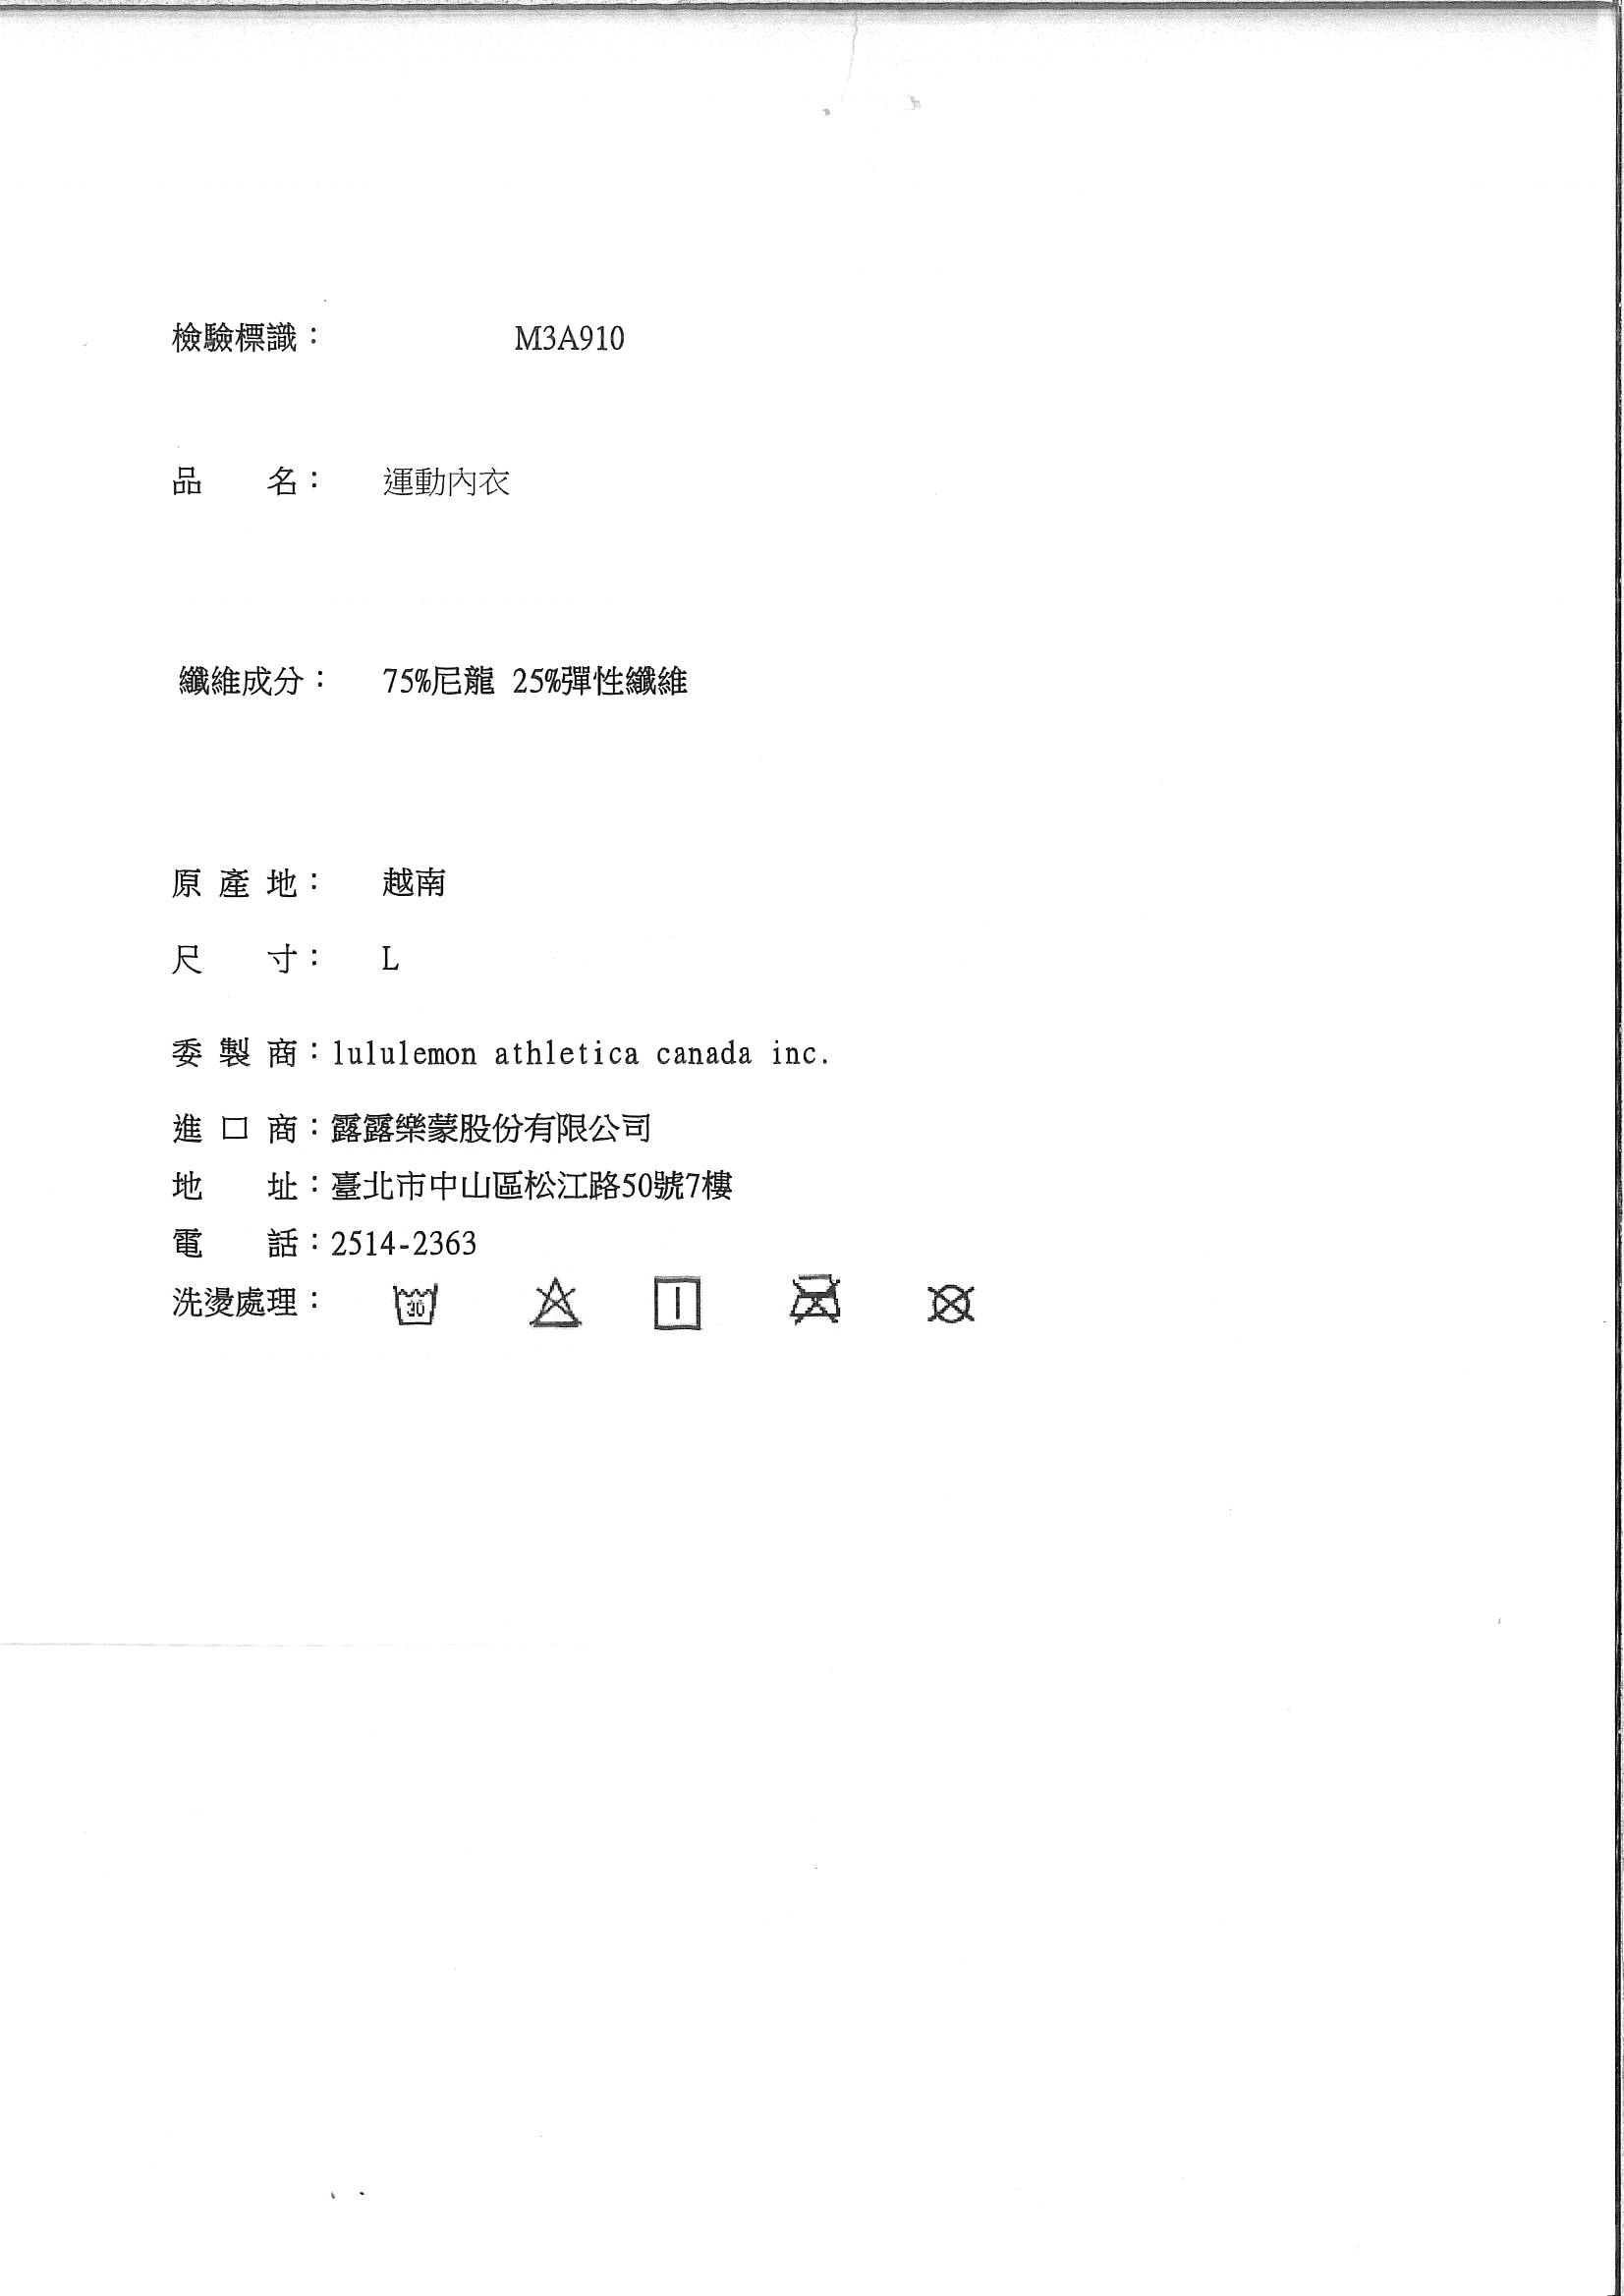 檢驗標識： M3A910
品 名： 運動內衣
纖維成分： 75%尼龍 25%彈性纖維
原 產 地： 越南
尺 寸： L
委 製 商：lululemon athletica canada inc.
進 口 商：露露樂蒙股份有限公司
地 址：臺北市中山區松江路50號7樓
電 話：2514-2363
洗燙處理： 30